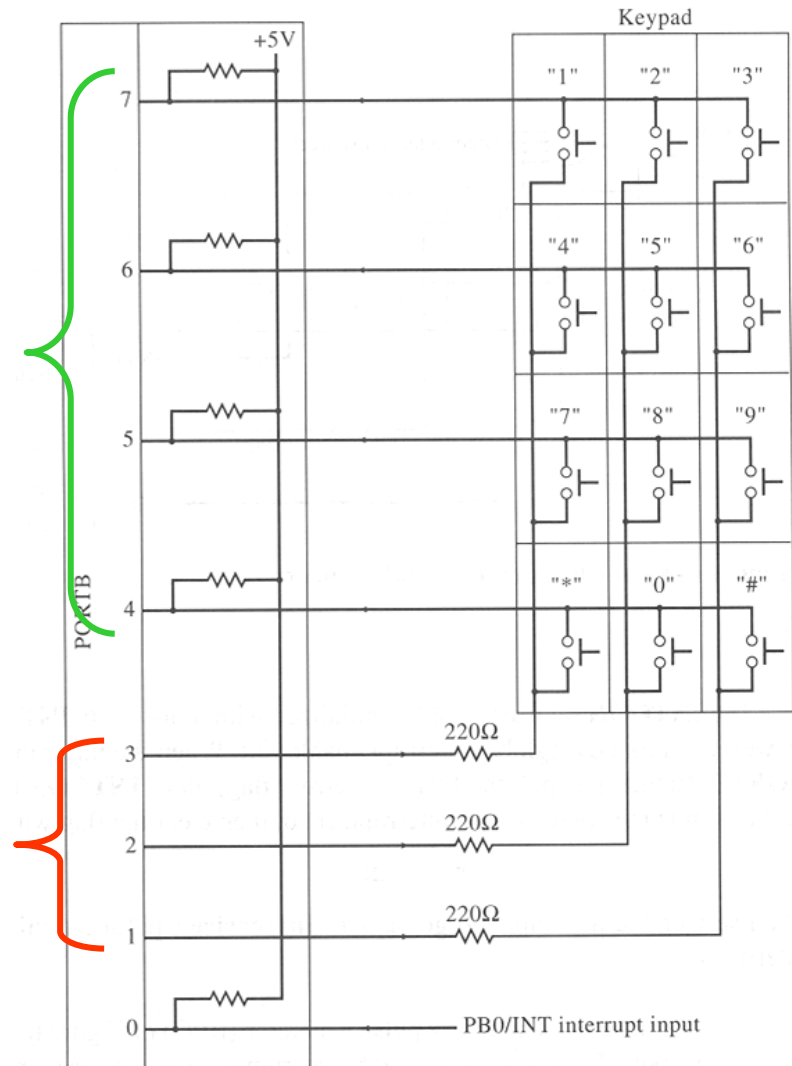 Keypad
+5V
7
"1" "2" "3"
6
"4" "5" "6"
5
"7" "8" "9"
PORTB
4
"*" "0" "#"
220Ω
3
220Ω
2
220Ω
1
0
PB0/INT interrupt input